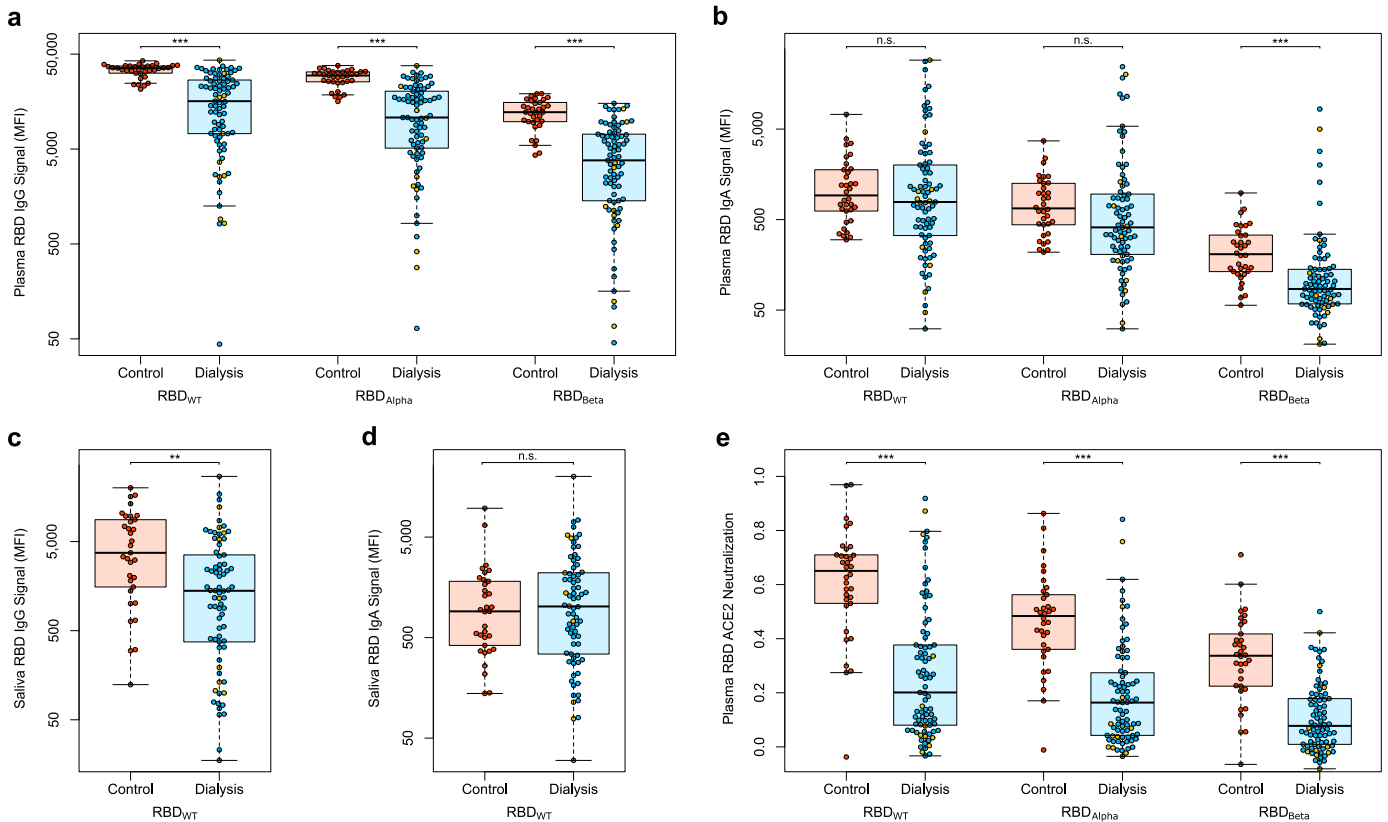 a
Plasma RBD IgG Signal (MFI)
50,000
5,000
500
50
***
***
***
Control
Dialysis
Control
Dialysis
Control
Dialysis
RBDWT
RBDAlpha
RBDBeta
b
Plasma RBD IgA Signal (MFI)
5,000
500
50
n.s.
n.s.
***
Control
Dialysis
Control
Dialysis
Control
Dialysis
RBDWT
RBDAlpha
RBDBeta
c
Saliva RBD IgG Signal (MFI)
5,000
500
50
**
Control
Dialysis
RBDWT
d
Saliva RBD IgA Signal (MFI)
5,000
500
50
n.s.
Control
Dialysis
RBDWT
e
Plasma RBD ACE2 Neutralization
1.0
0.8
0.6
0.4
0.2
0.0
***
***
***
Control
Dialysis
Control
Dialysis
Control
Dialysis
RBDWT
RBDAlpha
RBDBeta